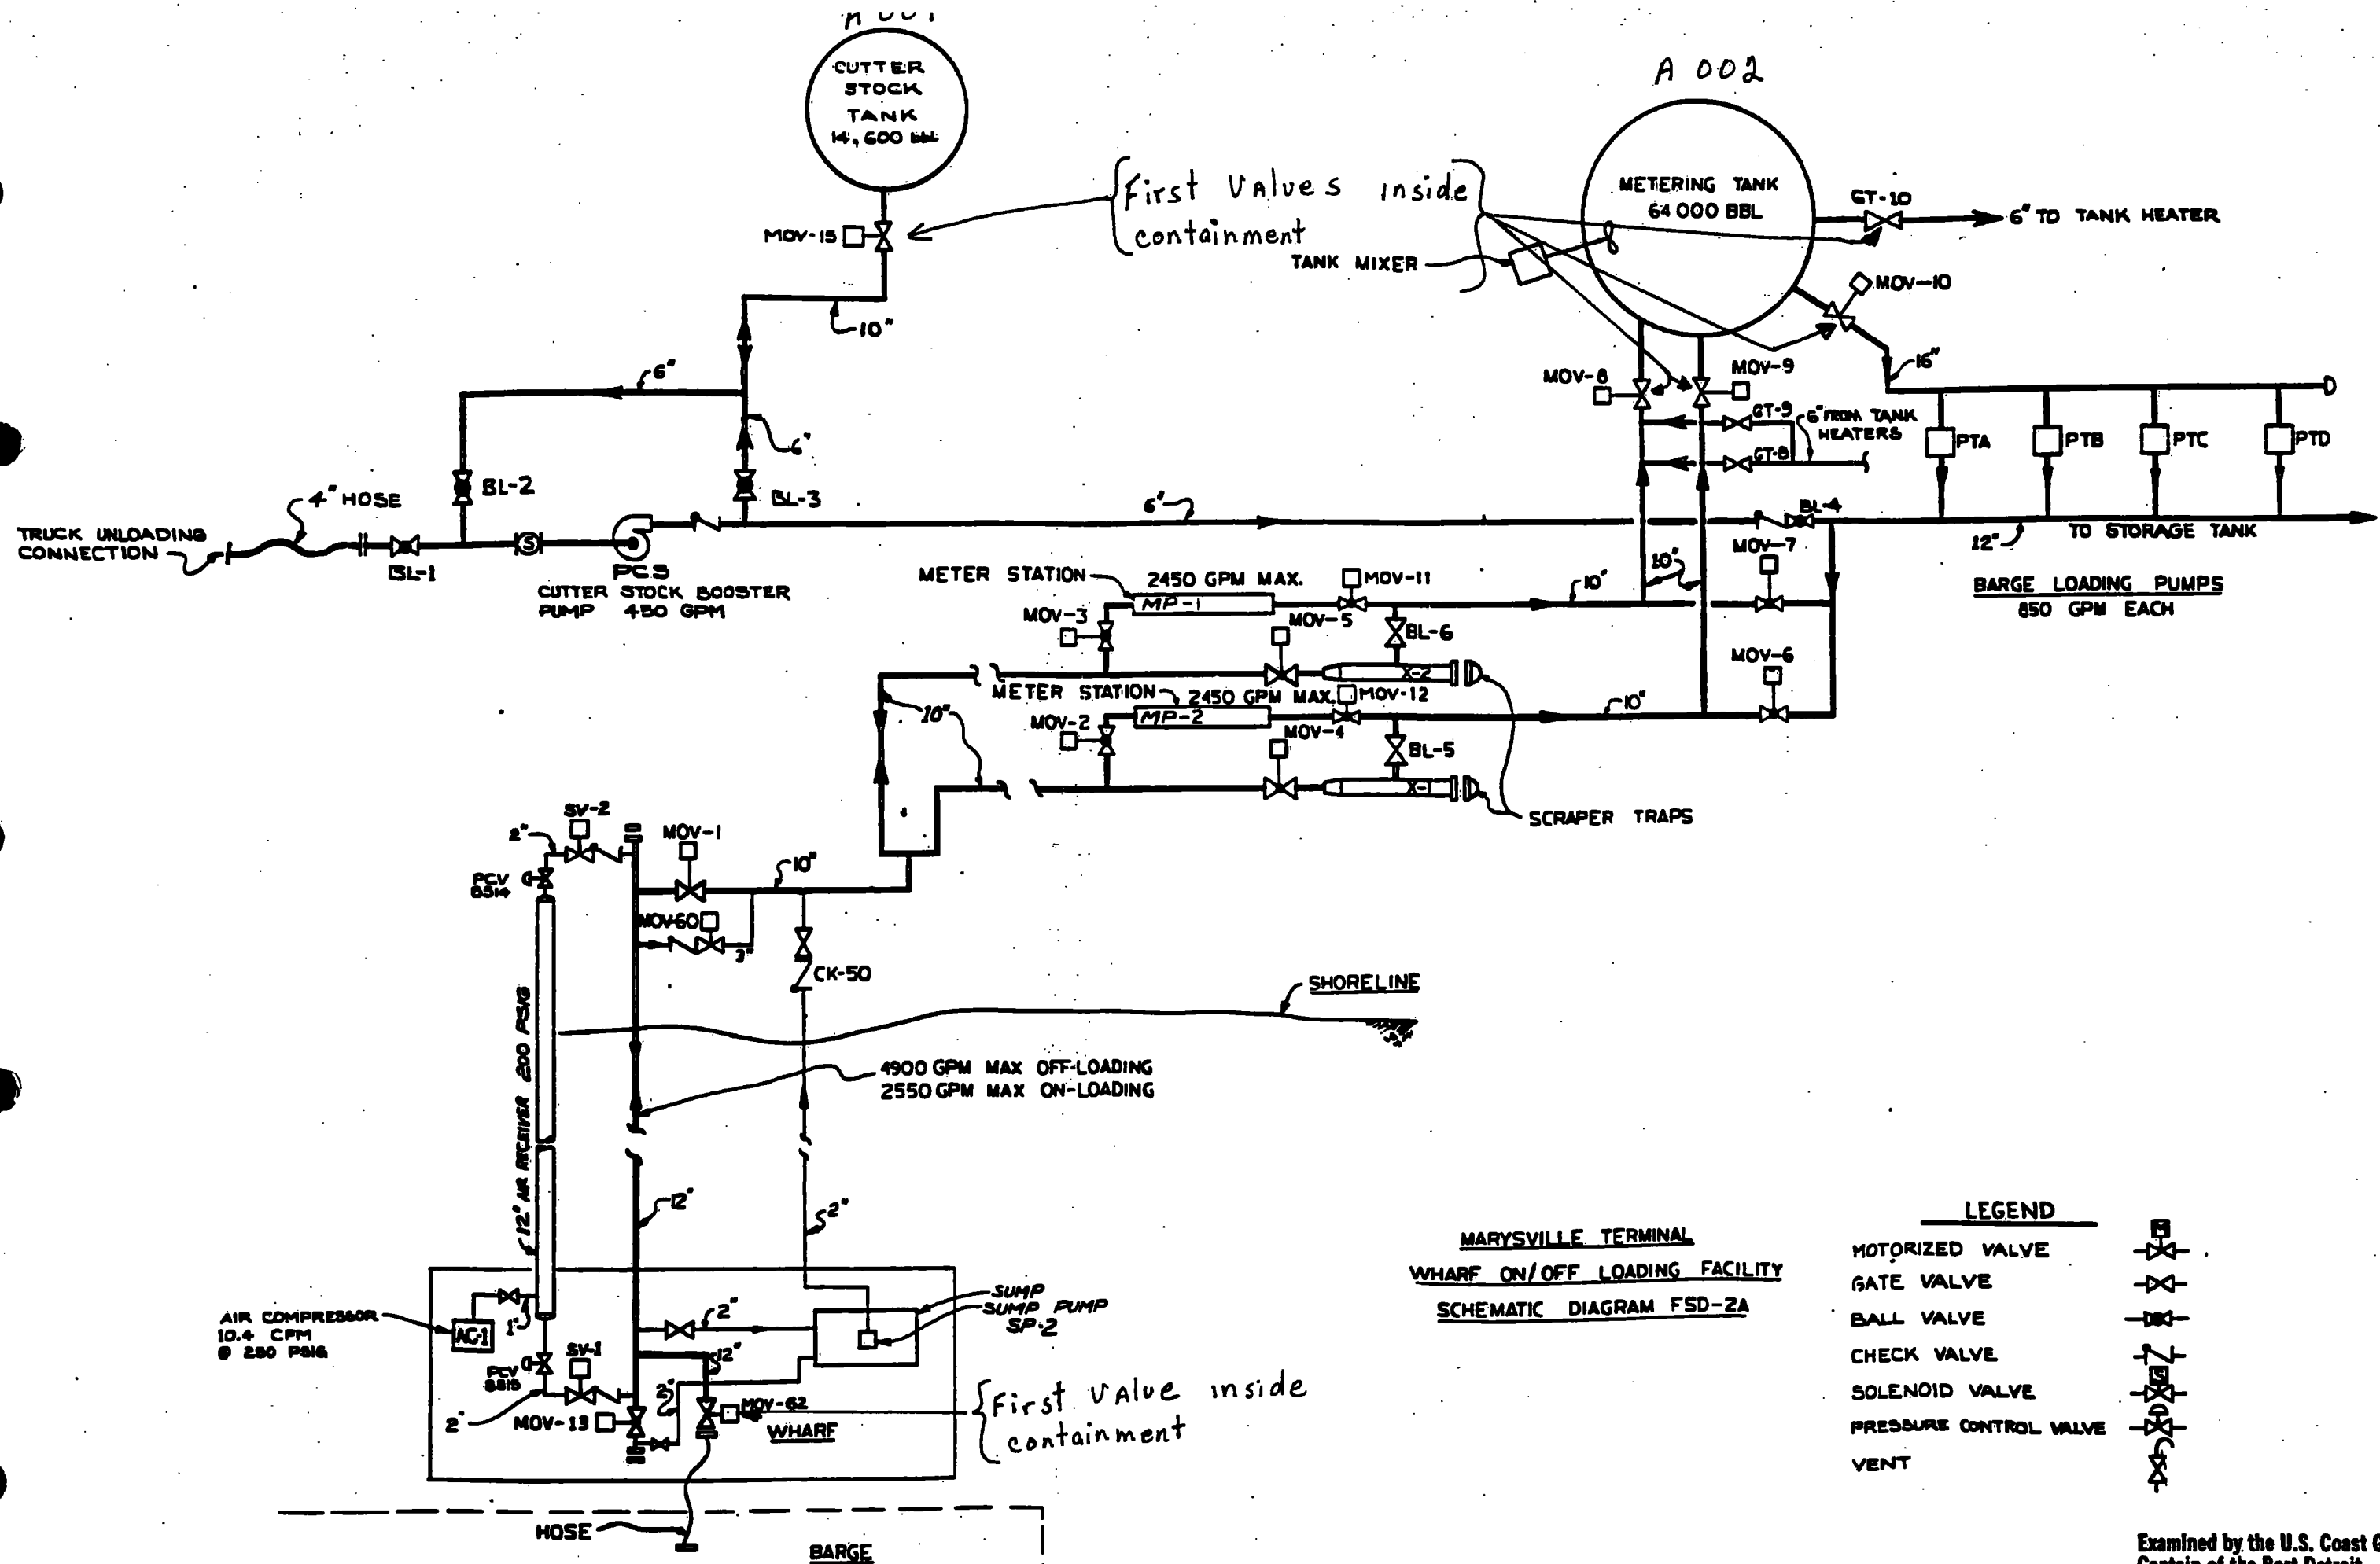 A 001
CUTTER
STOCK
TANK
14,600 BBL
A 002
METERING TANK
64 000 BBL
GT-10
6" TO TANK HEATER
First Valves inside
containment
MOV-15
TANK MIXER
MOV-10
10"
16"
6"
MOV-8
MOV-9
GT-9
6" FROM TANK
HEATERS
GT-8
6"
PTA
PTB
PTC
PTD
BL-2
BL-3
4" HOSE
TRUCK UNLOADING
CONNECTION
BL-1
S
PCS
CUTTER STOCK BOOSTER
PUMP 450 GPM
6"
BL-4
12"
TO STORAGE TANK
MOV-7
BARGE LOADING PUMPS
850 GPM EACH
METER STATION
2450 GPM MAX.
MP-1
MOV-11
10"
10"
MOV-3
MOV-5
BL-6
X-2
MOV-6
METER STATION
2450 GPM MAX.
MOV-12
MP-2
10"
10"
MOV-2
MOV-4
BL-5
X-1
SCRAPER TRAPS
SV-2
2"
MOV-1
10"
PCV
8514
MOV-60
CK-50
SHORELINE
12" AIR RECEIVER 200 PSIG
4900 GPM MAX OFF-LOADING
2550 GPM MAX ON-LOADING
12"
2"
AIR COMPRESSOR
10.4 CFM
@ 250 PSIG
AC-1
1"
2"
SUMP
SUMP PUMP
SP-2
PCV
8515
SV-1
12"
2"
2"
MOV-13
MOV-62
WHARF
First Valve inside
containment
HOSE
BARGE
MARYSVILLE TERMINAL
WHARF ON/OFF LOADING FACILITY
SCHEMATIC DIAGRAM FSD-2A
LEGEND
MOTORIZED VALVE
M
GATE VALVE
BALL VALVE
CHECK VALVE
SOLENOID VALVE
S
PRESSURE CONTROL VALVE
VENT
Examined by the U.S. Coast G
Captain of the Port Detroit